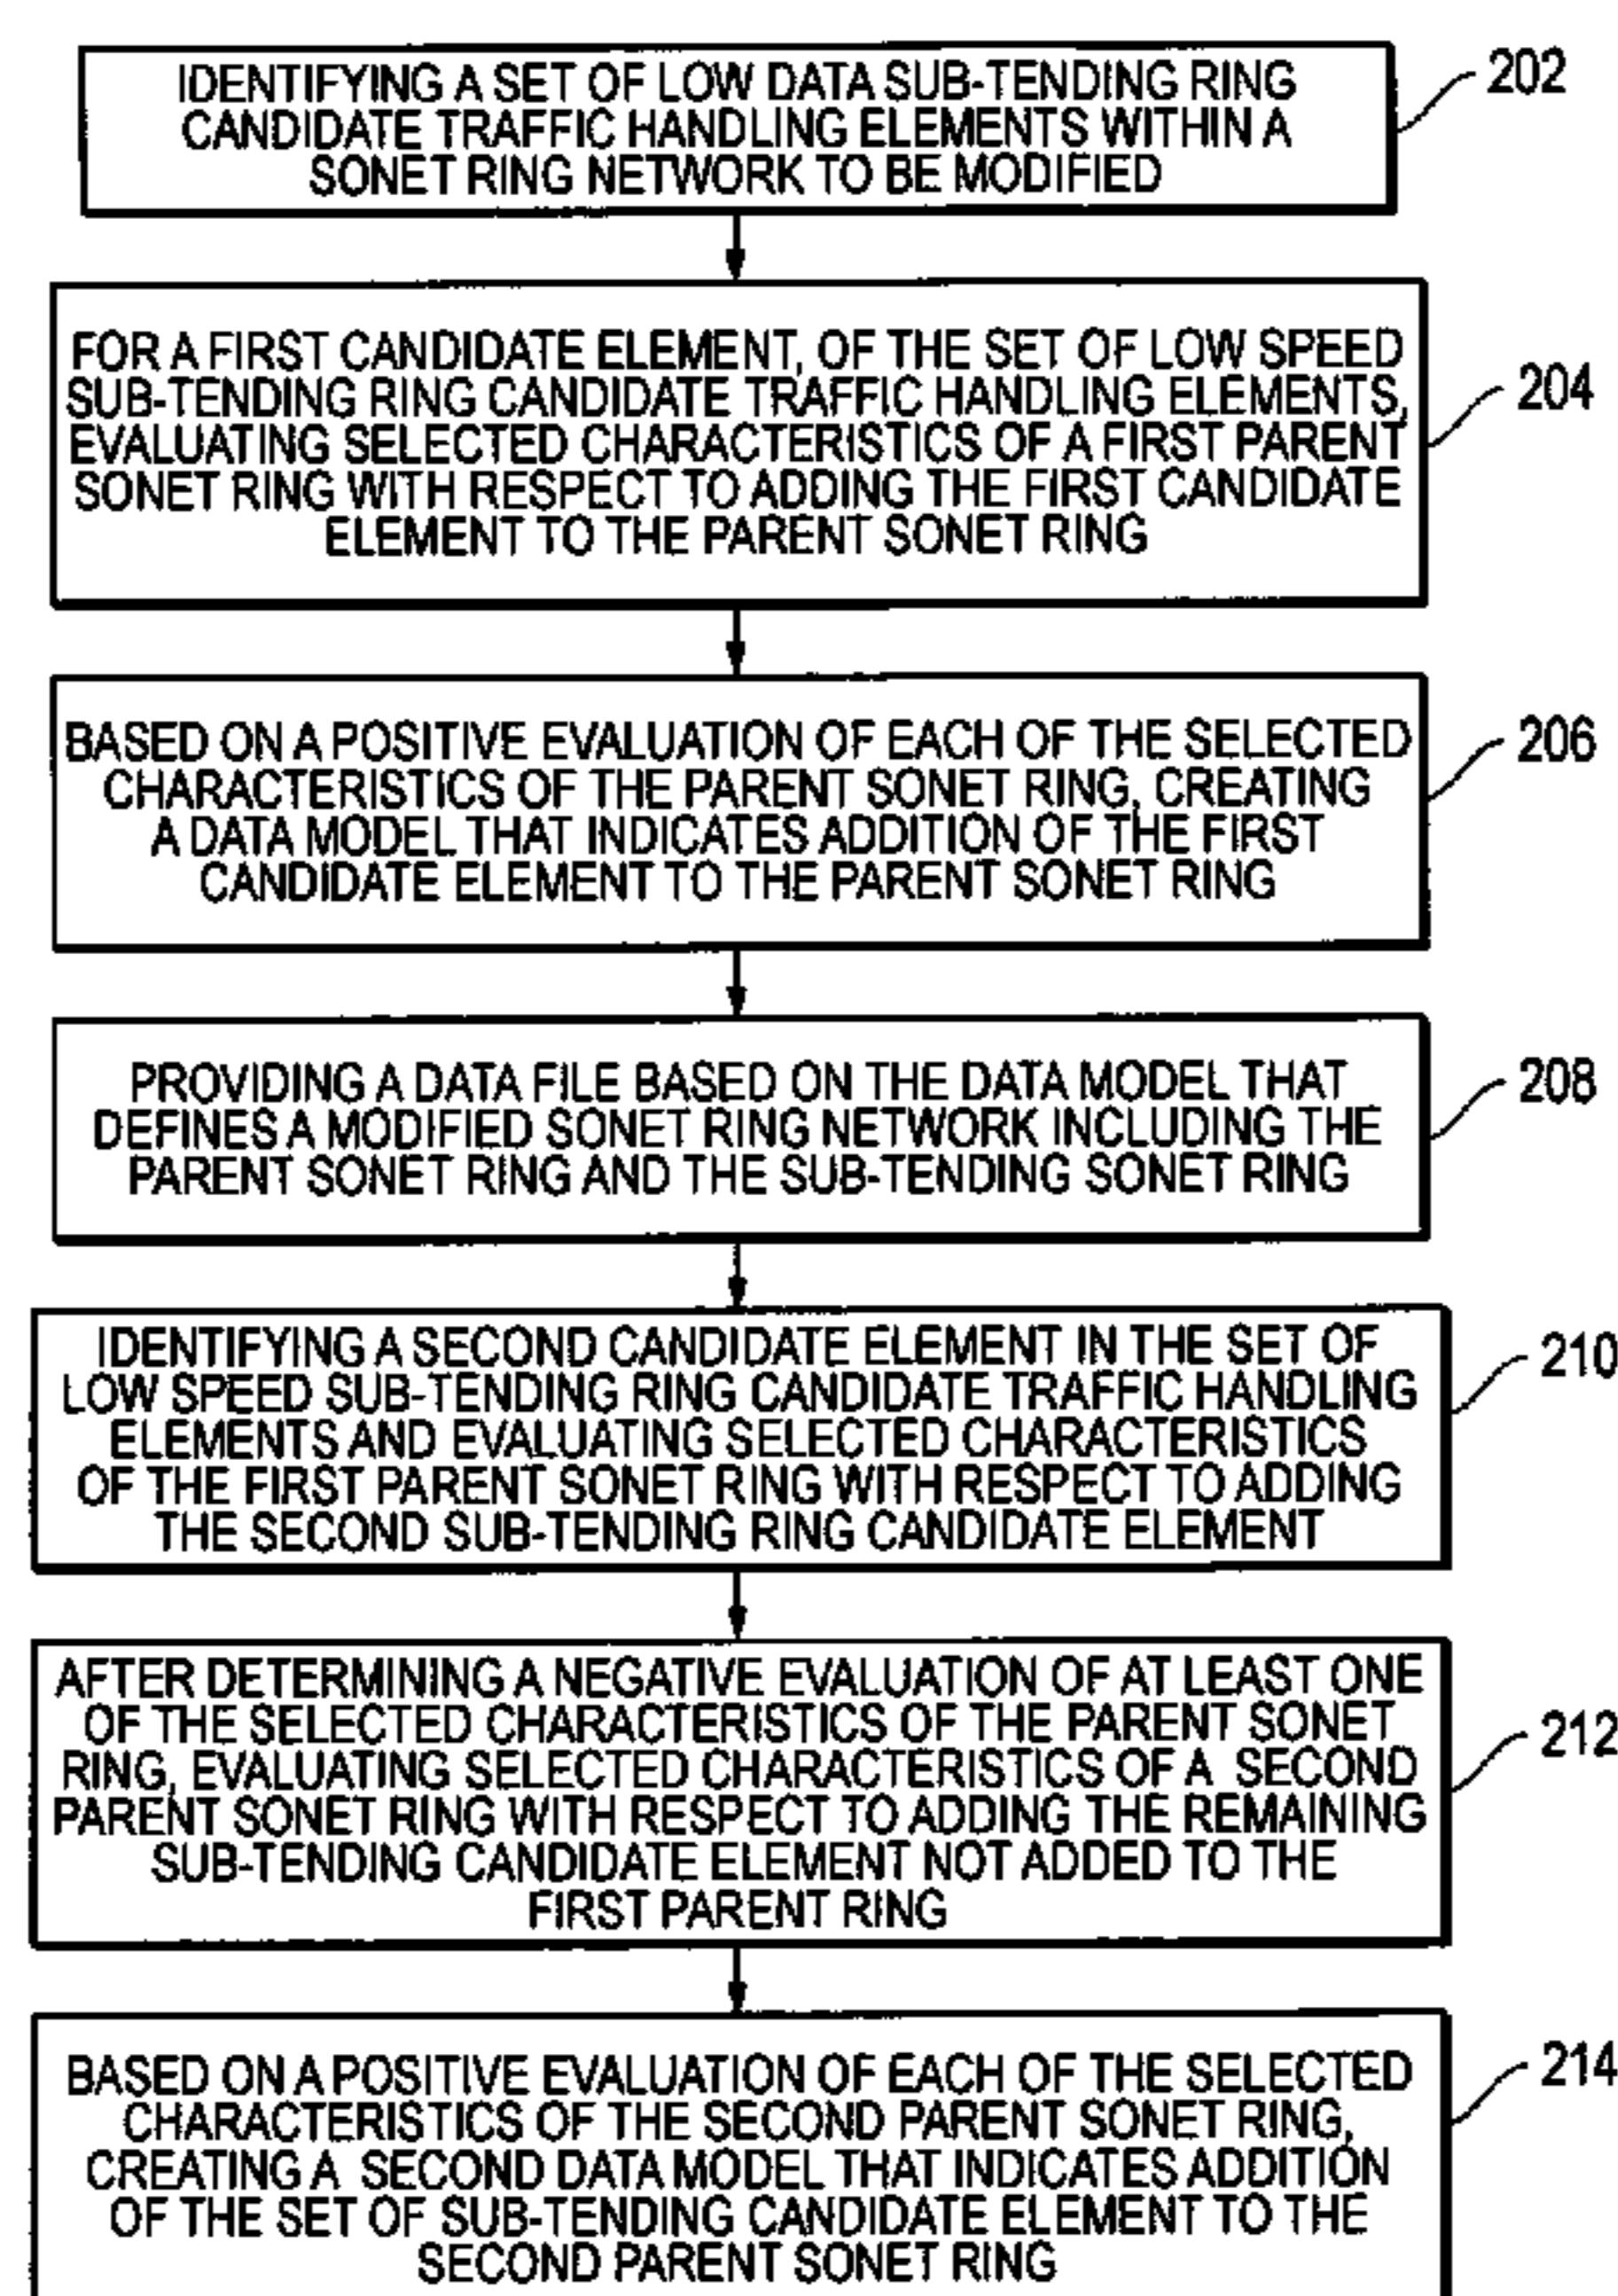 IDENTIFYING A SET OF LOW DATA SUB-TENDING RING
CANDIDATE TRAFFIC HANDLING ELEMENTS WITHIN A
SONET RING NETWORK TO BE MODIFIED
202
FOR A FIRST CANDIDATE ELEMENT, OF THE SET OF LOW SPEED
SUB-TENDING RING CANDIDATE TRAFFIC HANDLING ELEMENTS,
EVALUATING SELECTED CHARACTERISTICS OF A FIRST PARENT
SONET RING WITH RESPECT TO ADDING THE FIRST CANDIDATE
ELEMENT TO THE PARENT SONET RING
204
BASED ON A POSITIVE EVALUATION OF EACH OF THE SELECTED
CHARACTERISTICS OF THE PARENT SONET RING, CREATING
A DATA MODEL THAT INDICATES ADDITION OF THE FIRST
CANDIDATE ELEMENT TO THE PARENT SONET RING
206
PROVIDING A DATA FILE BASED ON THE DATA MODEL THAT
DEFINES A MODIFIED SONET RING NETWORK INCLUDING THE
PARENT SONET RING AND THE SUB-TENDING SONET RING
208
IDENTIFYING A SECOND CANDIDATE ELEMENT IN THE SET OF
LOW SPEED SUB-TENDING RING CANDIDATE TRAFFIC HANDLING
ELEMENTS AND EVALUATING SELECTED CHARACTERISTICS
OF THE FIRST PARENT SONET RING WITH RESPECT TO ADDING
THE SECOND SUB-TENDING RING CANDIDATE ELEMENT
210
AFTER DETERMINING A NEGATIVE EVALUATION OF AT LEAST ONE
OF THE SELECTED CHARACTERISTICS OF THE PARENT SONET
RING, EVALUATING SELECTED CHARACTERISTICS OF A SECOND
PARENT SONET RING WITH RESPECT TO ADDING THE REMAINING
SUB-TENDING CANDIDATE ELEMENT NOT ADDED TO THE
FIRST PARENT RING
212
BASED ON A POSITIVE EVALUATION OF EACH OF THE SELECTED
CHARACTERISTICS OF THE SECOND PARENT SONET RING,
CREATING A SECOND DATA MODEL THAT INDICATES ADDITION
OF THE SET OF SUB-TENDING CANDIDATE ELEMENT TO THE
SECOND PARENT SONET RING
214